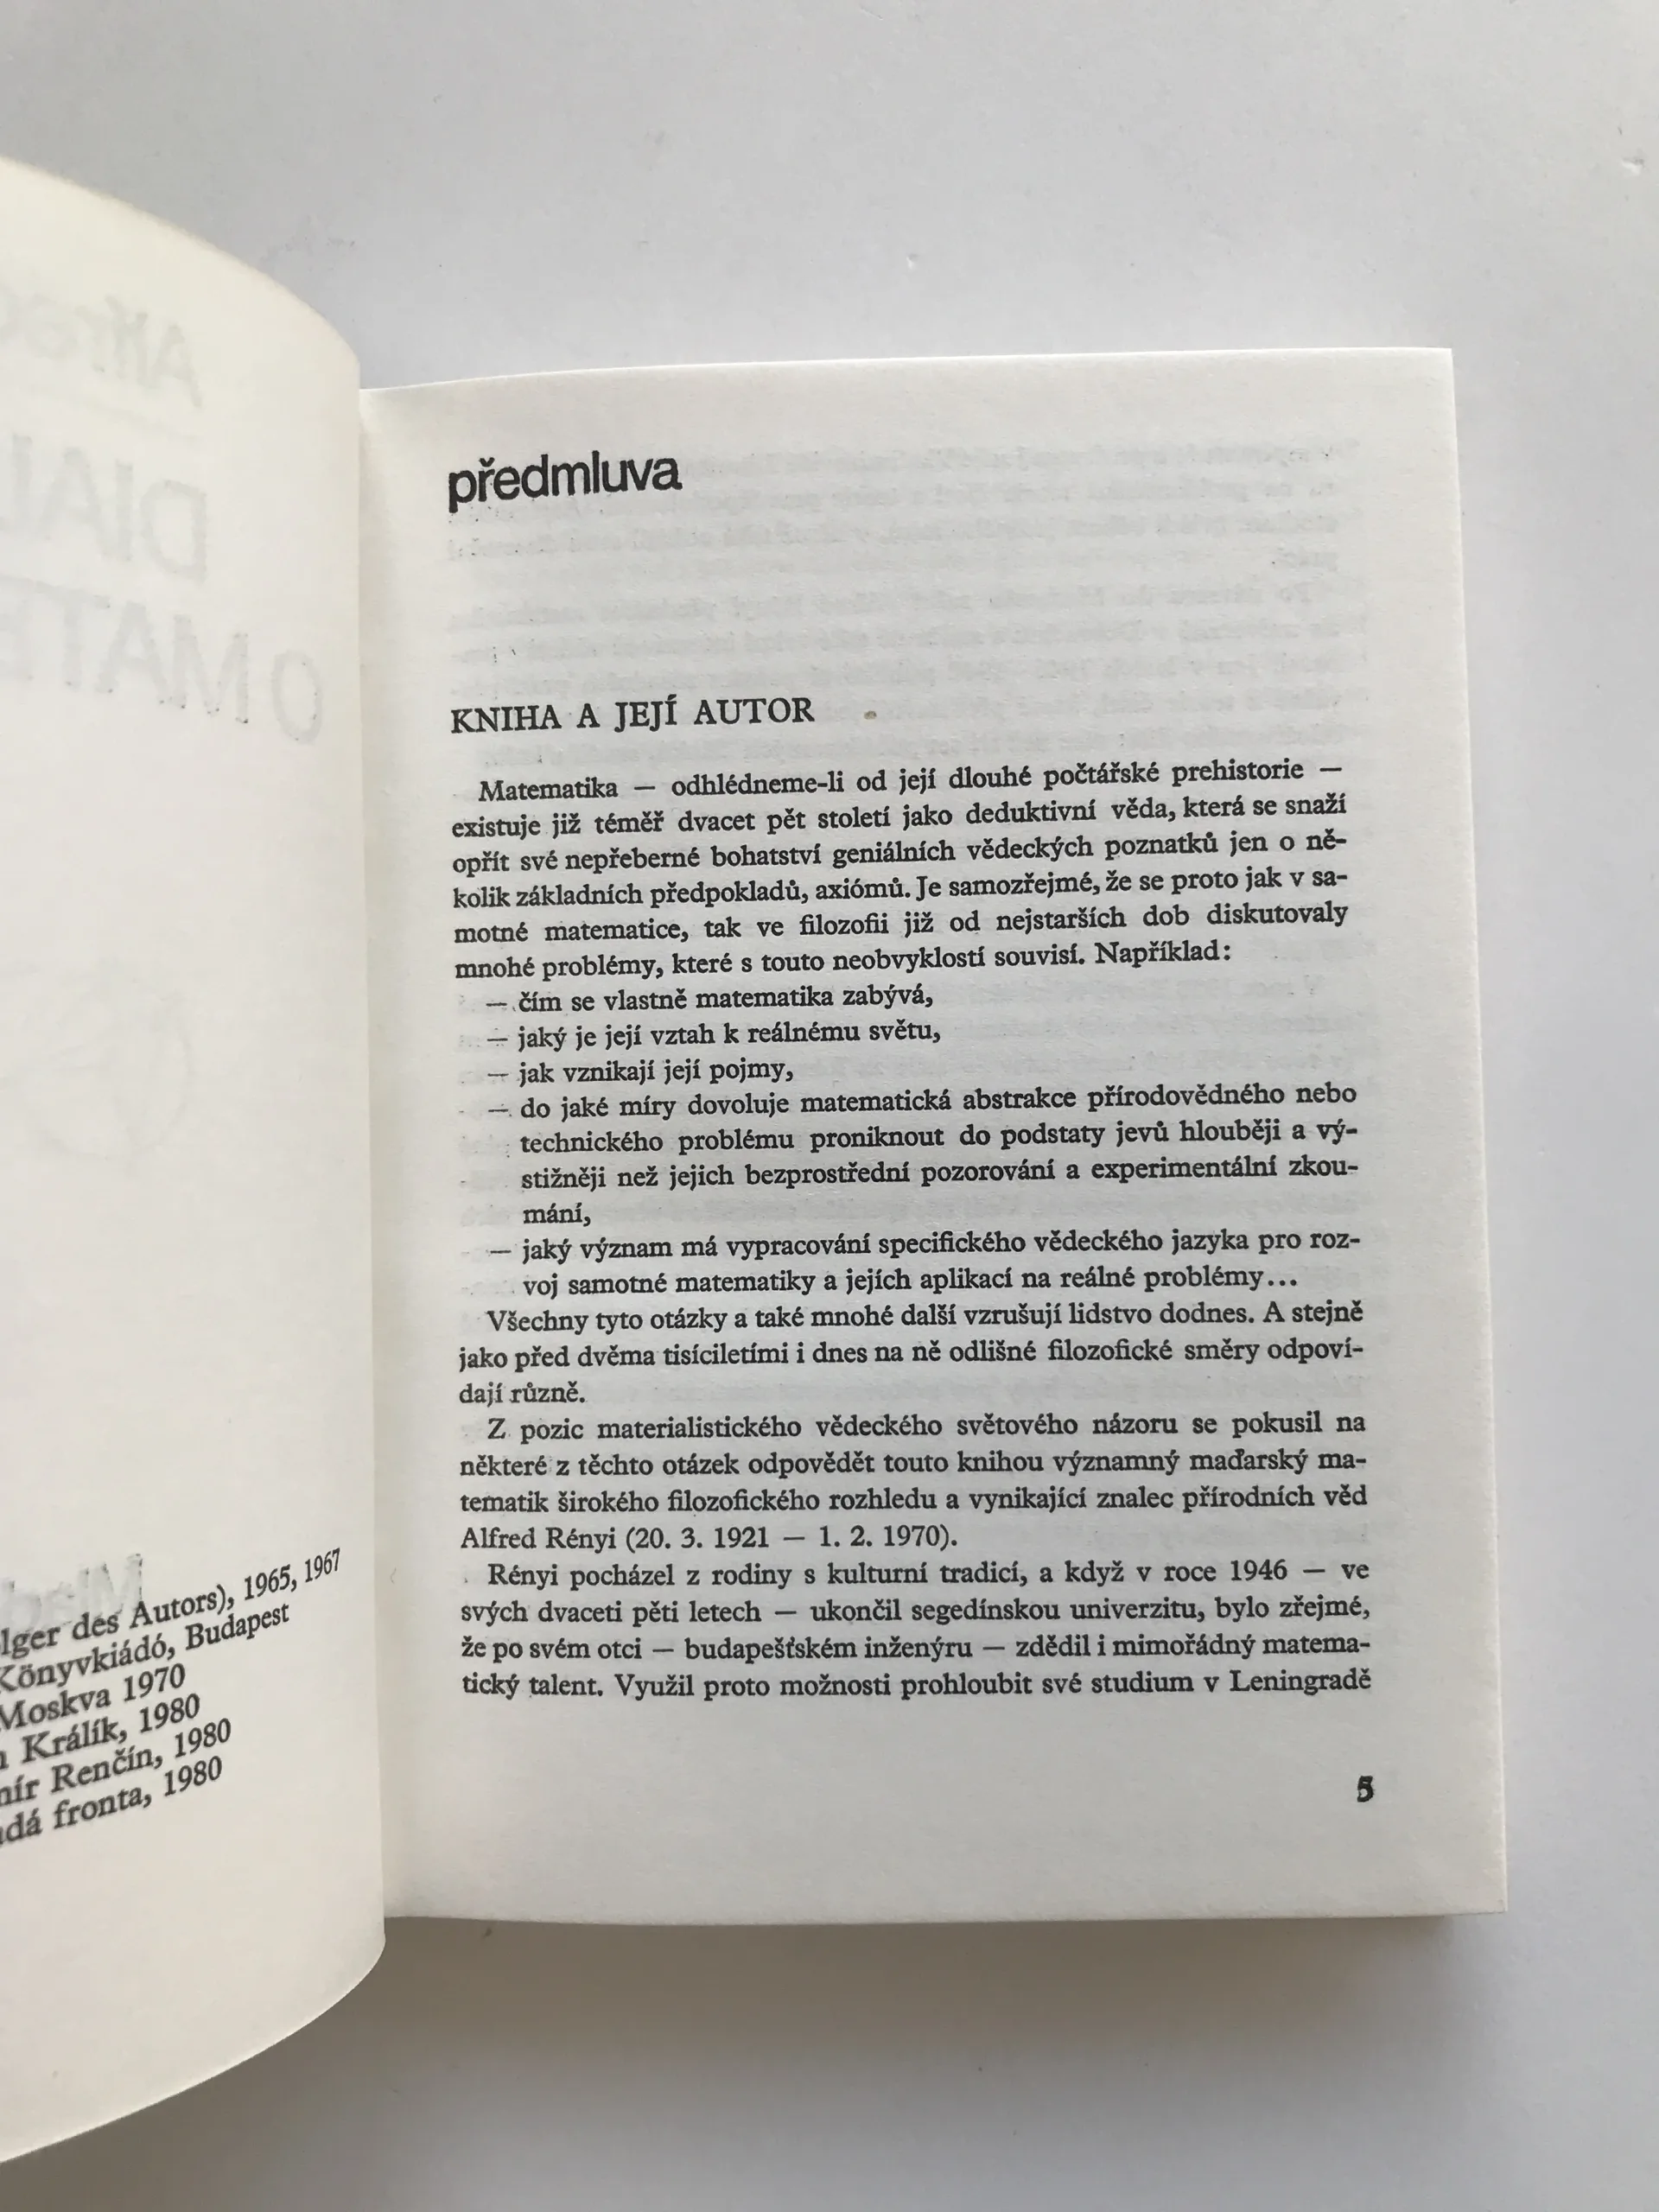 des Autors), 1965, 1967
Könyvkiádó, Budapest
Moskva 1970
Králík, 1980
Renčín, 1980
fronta, 1980
předmluva
KNIHA A JEJÍ AUTOR
Matematika — odhlédneme-li od její dlouhé počtářské prehistorie —
existuje již téměř dvacet pět století jako deduktivní věda, která se snaží
opřít své nepřeberné bohatství geniálních vědeckých poznatků jen o ně-
kolik základních předpokladů, axiómů. Je samozřejmé, že se proto jak v sa-
motné matematice, tak ve filozofii již od nejstarších dob diskutovaly
mnohé problémy, které s touto neobvyklostí souvisí. Například:
— čím se vlastně matematika zabývá,
— jaký je její vztah k reálnému světu,
— jak vznikají její pojmy,
— do jaké míry dovoluje matematická abstrakce přírodovědného nebo
technického problému proniknout do podstaty jevů hlouběji a vý-
stižněji než jejich bezprostřední pozorování a experimentální zkou-
mání,
— jaký význam má vypracování specifického vědeckého jazyka pro roz-
voj samotné matematiky a jejích aplikací na reálné problémy...
Všechny tyto otázky a také mnohé další vzrušují lidstvo dodnes. A stejně
jako před dvěma tisíciletími i dnes na ně odlišné filozofické směry odpoví-
dají různě.
Z pozic materialistického vědeckého světového názoru se pokusil na
některé z těchto otázek odpovědět touto knihou významný maďarský ma-
tematik širokého filozofického rozhledu a vynikající znalec přírodních věd
Alfred Rényi (20. 3. 1921 — 1. 2. 1970).
Rényi pocházel z rodiny s kulturní tradicí, a když v roce 1946 — ve
svých dvaceti pěti letech — ukončil segedínskou univerzitu, bylo zřejmé,
že po svém otci — budapešťském inženýru — zdědil i mimořádný matema-
tický talent. Využil proto možnosti prohloubit své studium v Leningradě
5